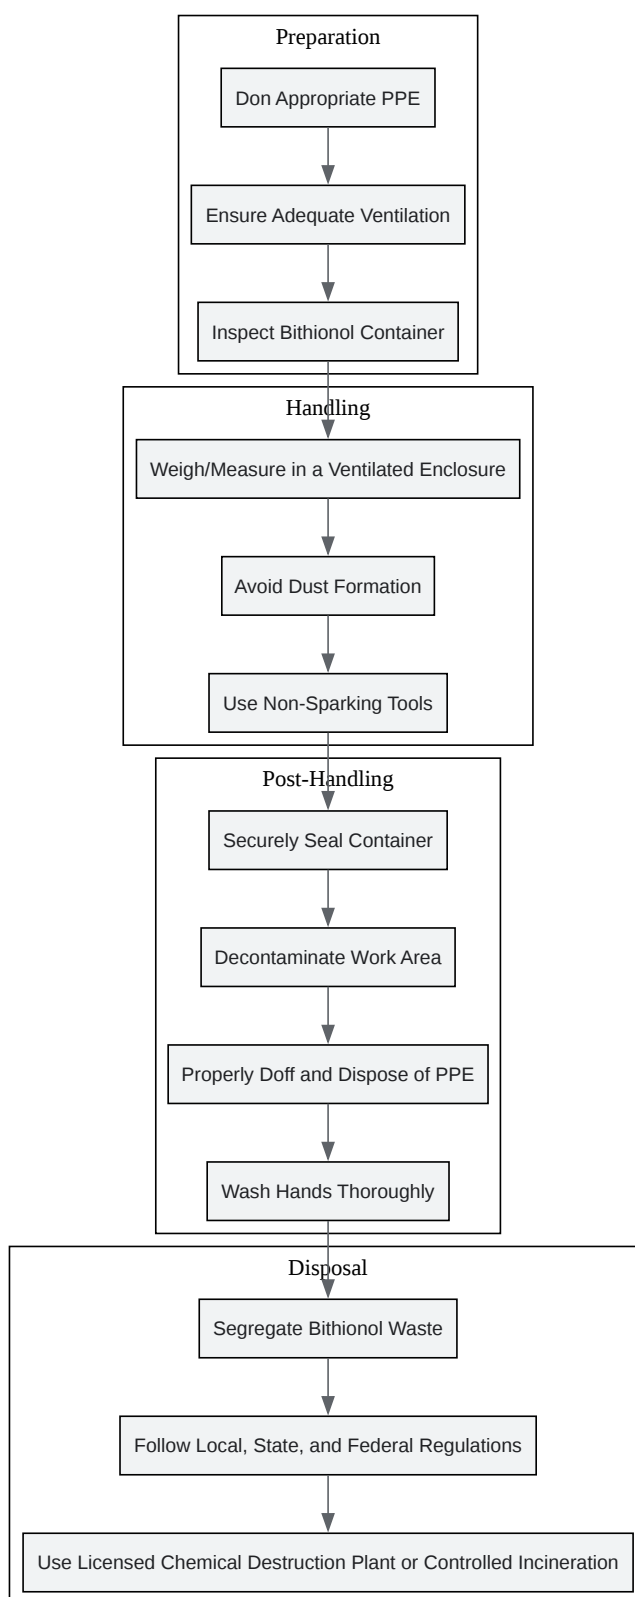 Preparation
Don Appropriate PPE
Ensure Adequate Ventilation
Inspect Bithionol Container
Handling
Weigh/Measure in a Ventilated Enclosure
Avoid Dust Formation
Use Non-Sparking Tools
Post-Handling
Securely Seal Container
Decontaminate Work Area
Properly Doff and Dispose of PPE
Wash Hands Thoroughly
Disposal
Segregate Bithionol Waste
Follow Local, State, and Federal Regulations
Use Licensed Chemical Destruction Plant or Controlled Incineration